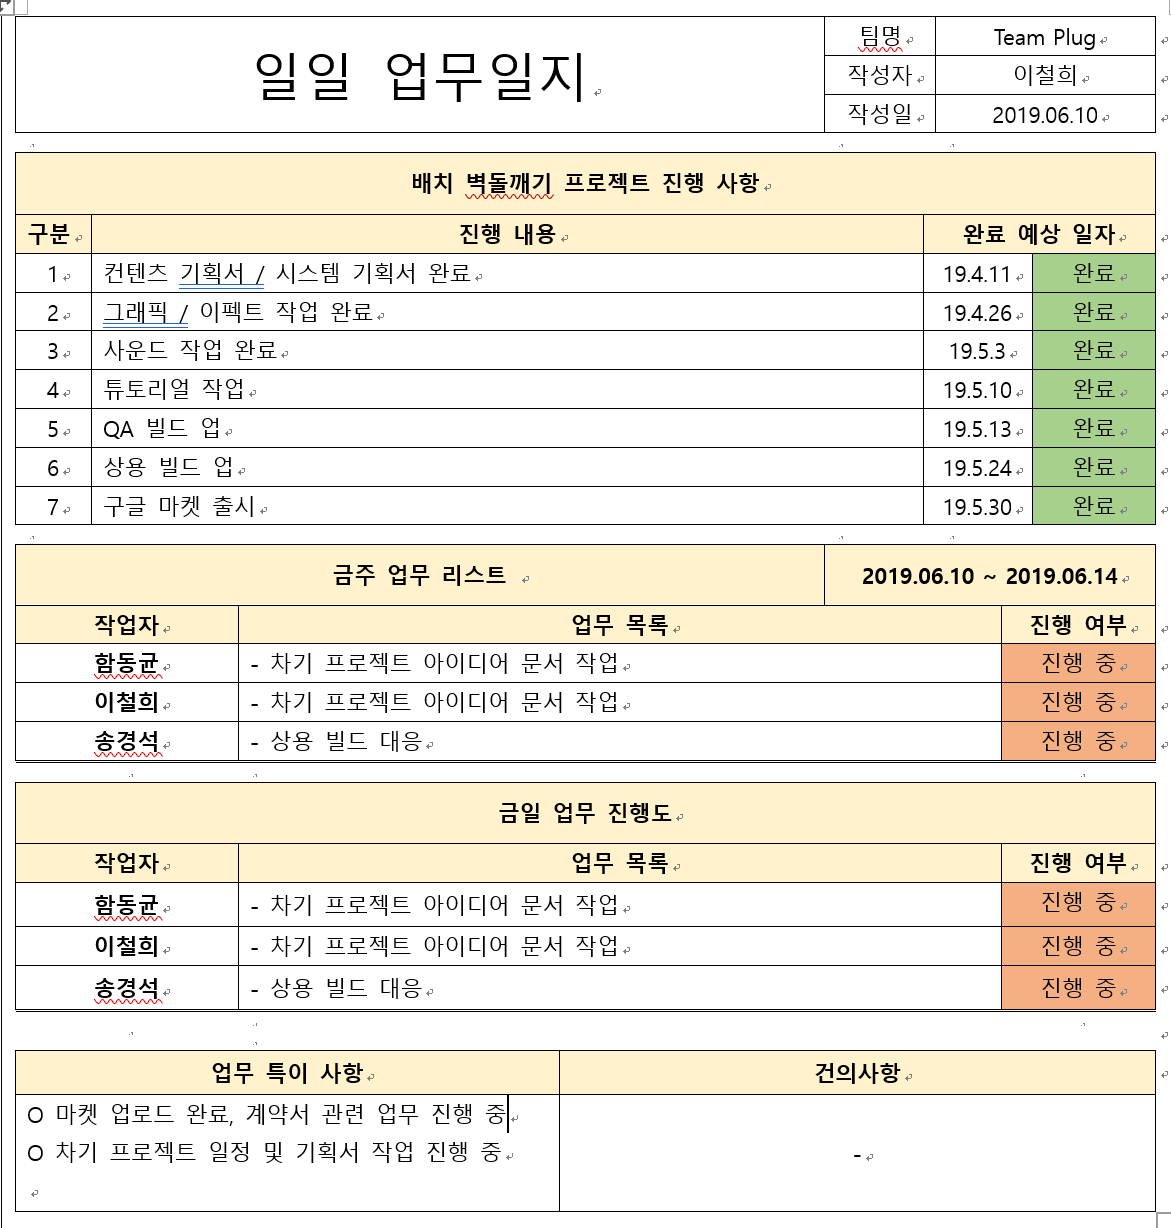 일일 업무일지
팀명 Team Plug
작성자 이철희
작성일 2019.06.10
배치 벽돌깨기 프로젝트 진행 사항
구분 진행 내용 완료 예상 일자
1 컨텐츠 기획서 / 시스템 기획서 완료 19.4.11 완료
2 그래픽 / 이펙트 작업 완료 19.4.26 완료
3 사운드 작업 완료 19.5.3 완료
4 튜토리얼 작업 19.5.10 완료
5 QA 빌드 업 19.5.13 완료
6 상용 빌드 업 19.5.24 완료
7 구글 마켓 출시 19.5.30 완료
금주 업무 리스트 2019.06.10 ~ 2019.06.14
작업자 업무 목록 진행 여부
함동균 - 차기 프로젝트 아이디어 문서 작업 진행 중
이철희 - 차기 프로젝트 아이디어 문서 작업 진행 중
송경석 - 상용 빌드 대응 진행 중
금일 업무 진행도
작업자 업무 목록 진행 여부
함동균 - 차기 프로젝트 아이디어 문서 작업 진행 중
이철희 - 차기 프로젝트 아이디어 문서 작업 진행 중
송경석 - 상용 빌드 대응 진행 중
업무 특이 사항 건의사항
O 마켓 업로드 완료, 계약서 관련 업무 진행 중
O 차기 프로젝트 일정 및 기획서 작업 진행 중
-